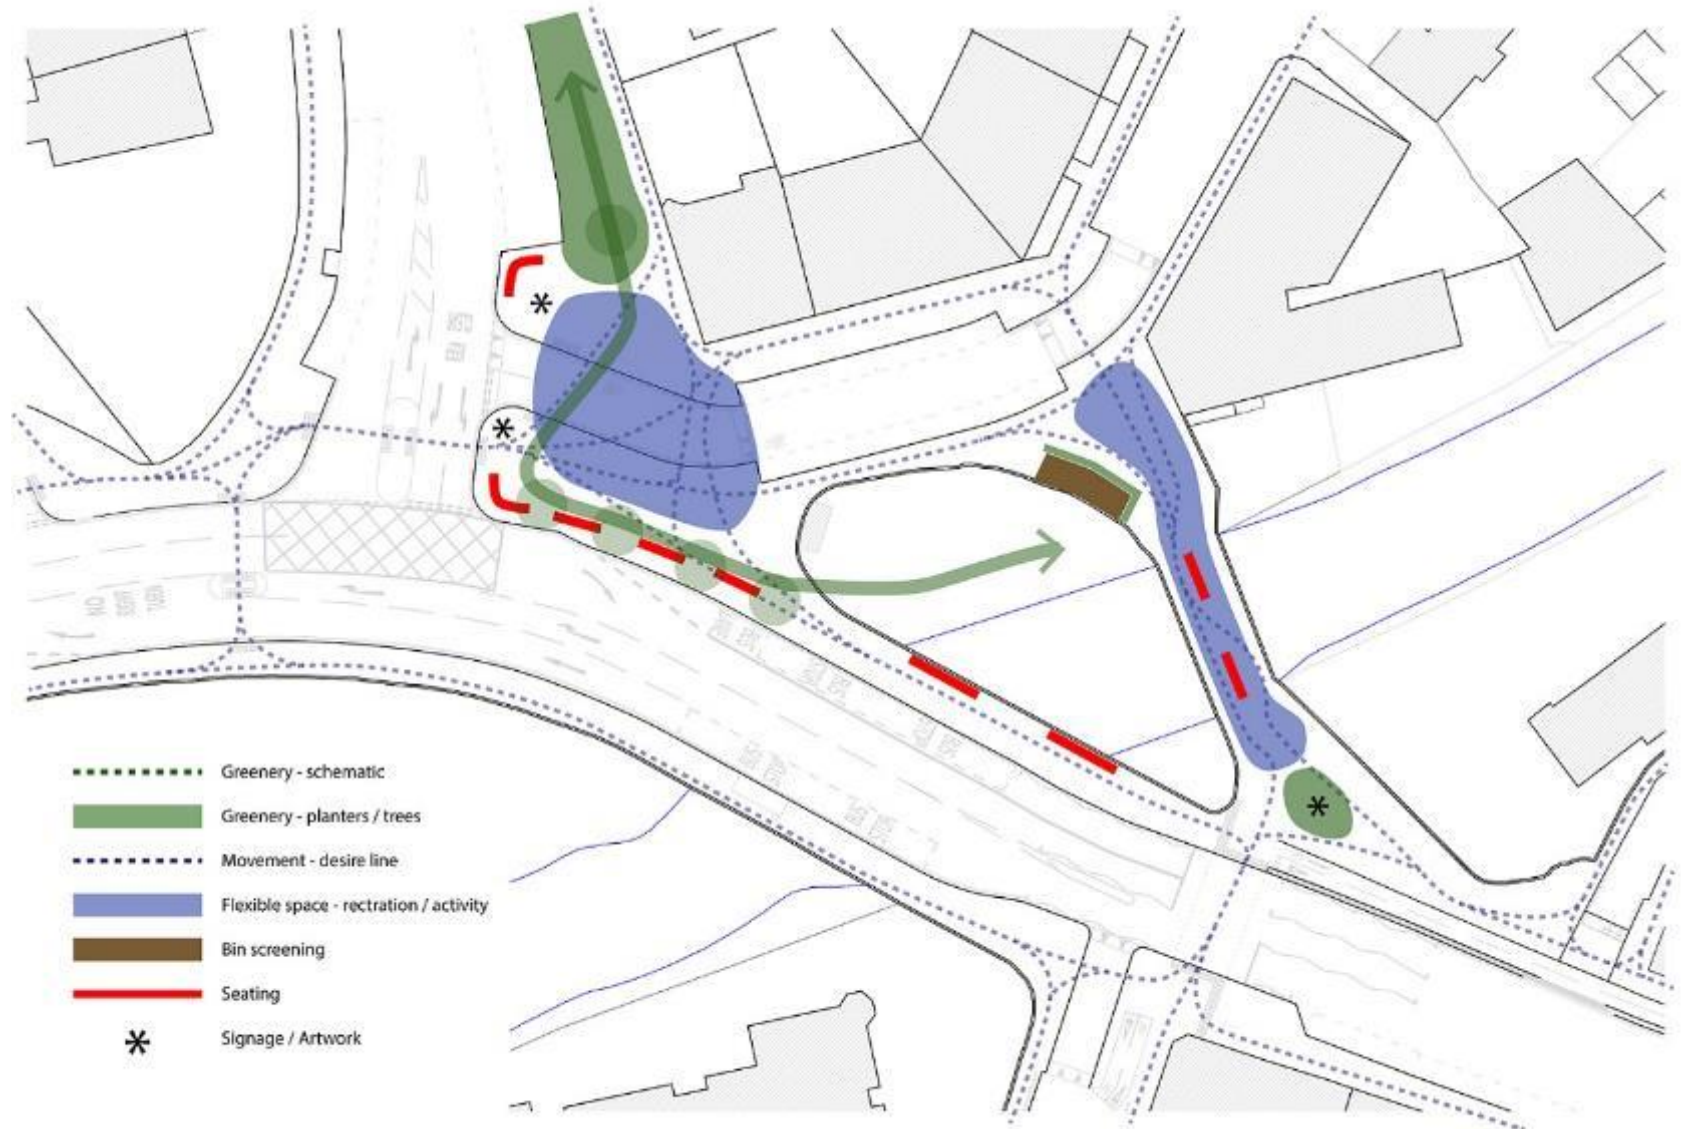 Greenery - schematic
Greenery - planters / trees
Movement - desire line
Flexible space - rectration / activity
Bin screening
Seating
Signage / Artwork